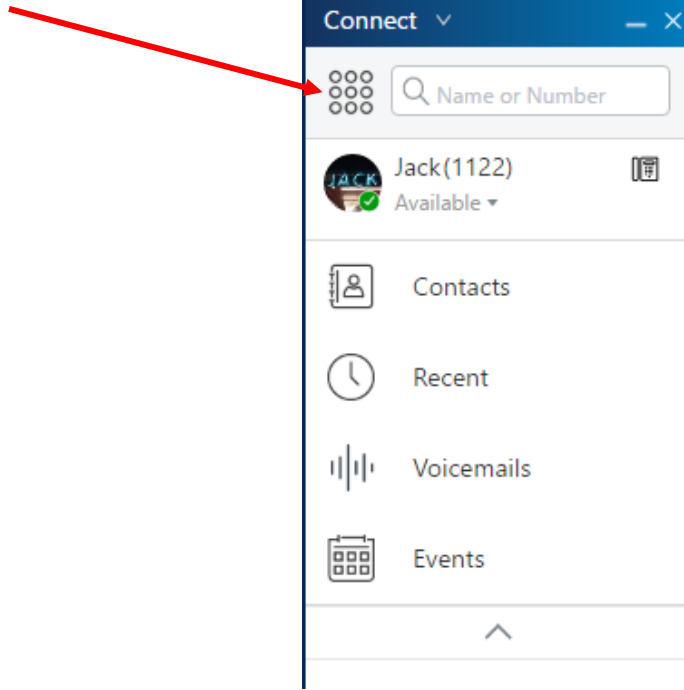 Connect
Name or Number
Jack(1122)
JACK
Available
Contacts
Recent
Voicemails
Events